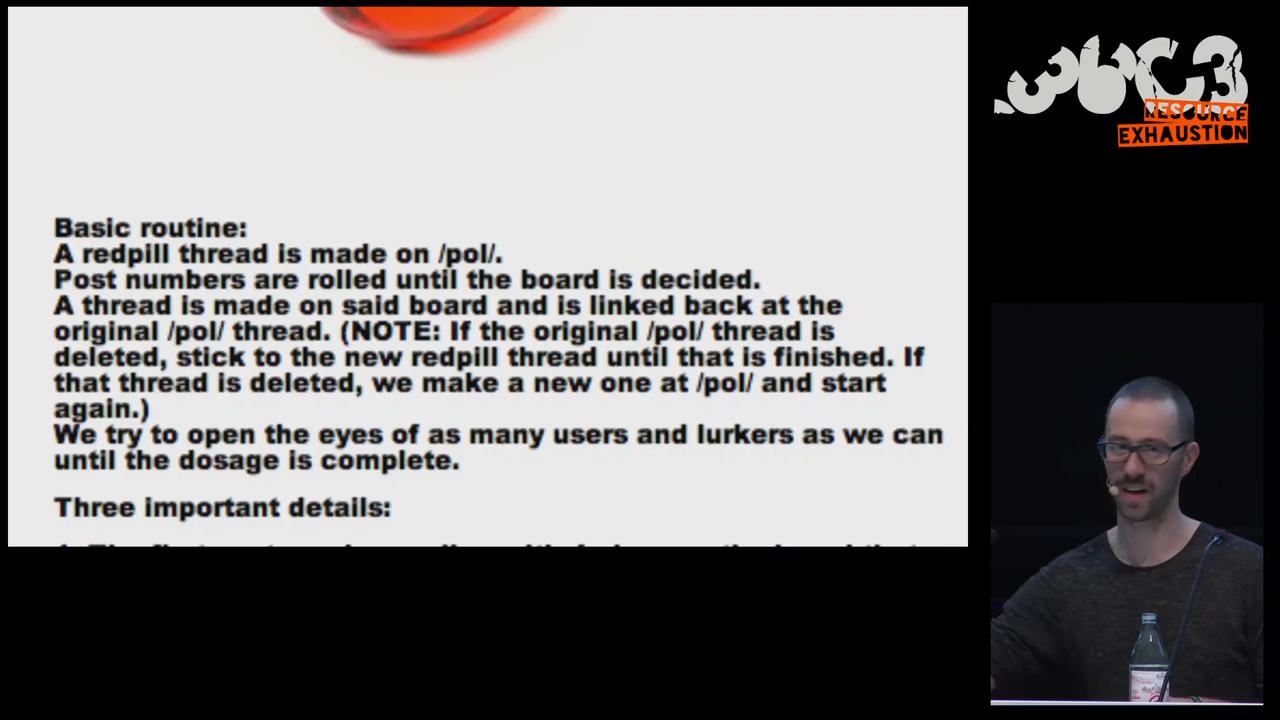 Basic routine:
A redpill thread is made on /pol/.
Post numbers are rolled until the board is decided.
A thread is made on said board and is linked back at the
original /pol/ thread. (NOTE: If the original /pol/ thread is
deleted, stick to the new redpill thread until that is finished. If
that thread is deleted, we make a new one at /pol/ and start
again.)
We try to open the eyes of as many users and lurkers as we can
until the dosage is complete.
Three important details:
36C3
RESOURCE
EXHAUSTION